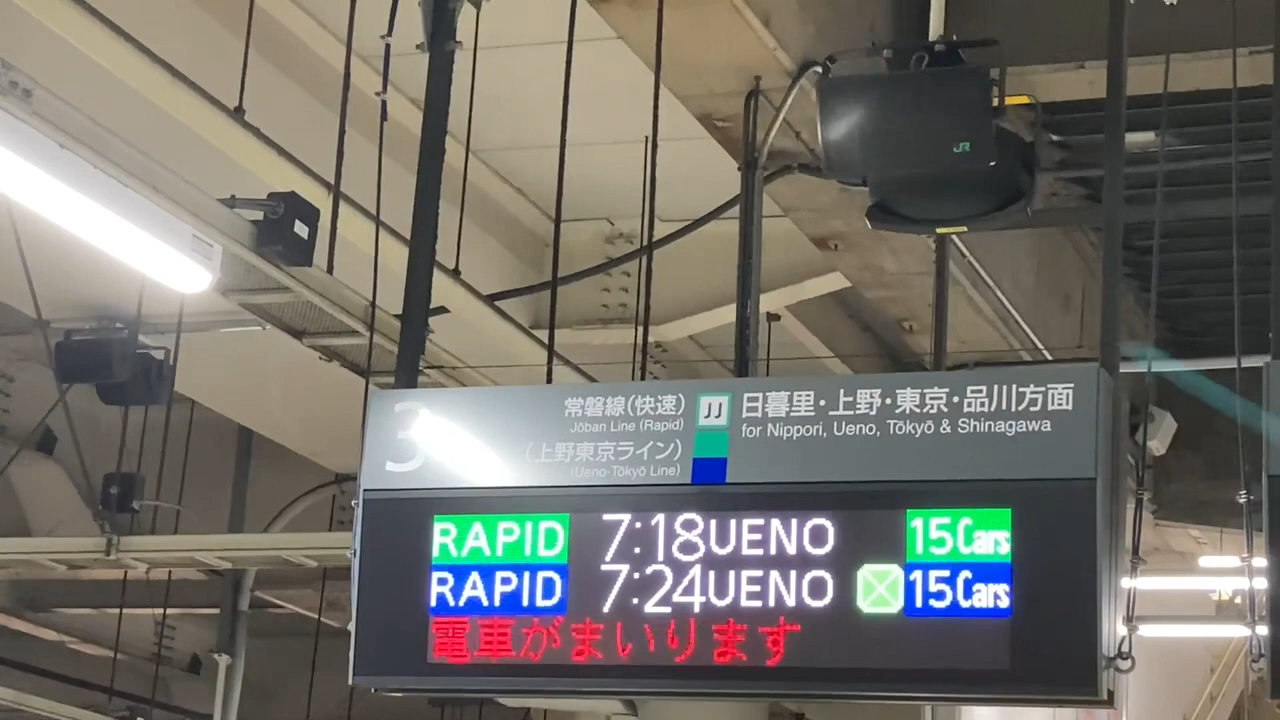 JR
3 常磐線(快速) JJ 日暮里・上野・東京・品川方面
Jōban Line (Rapid) for Nippori, Ueno, Tōkyō & Shinagawa
(上野東京ライン)
(Ueno-Tōkyō Line)
RAPID 7:18 UENO 15Cars
RAPID 7:24 UENO 15Cars
電車がまいります